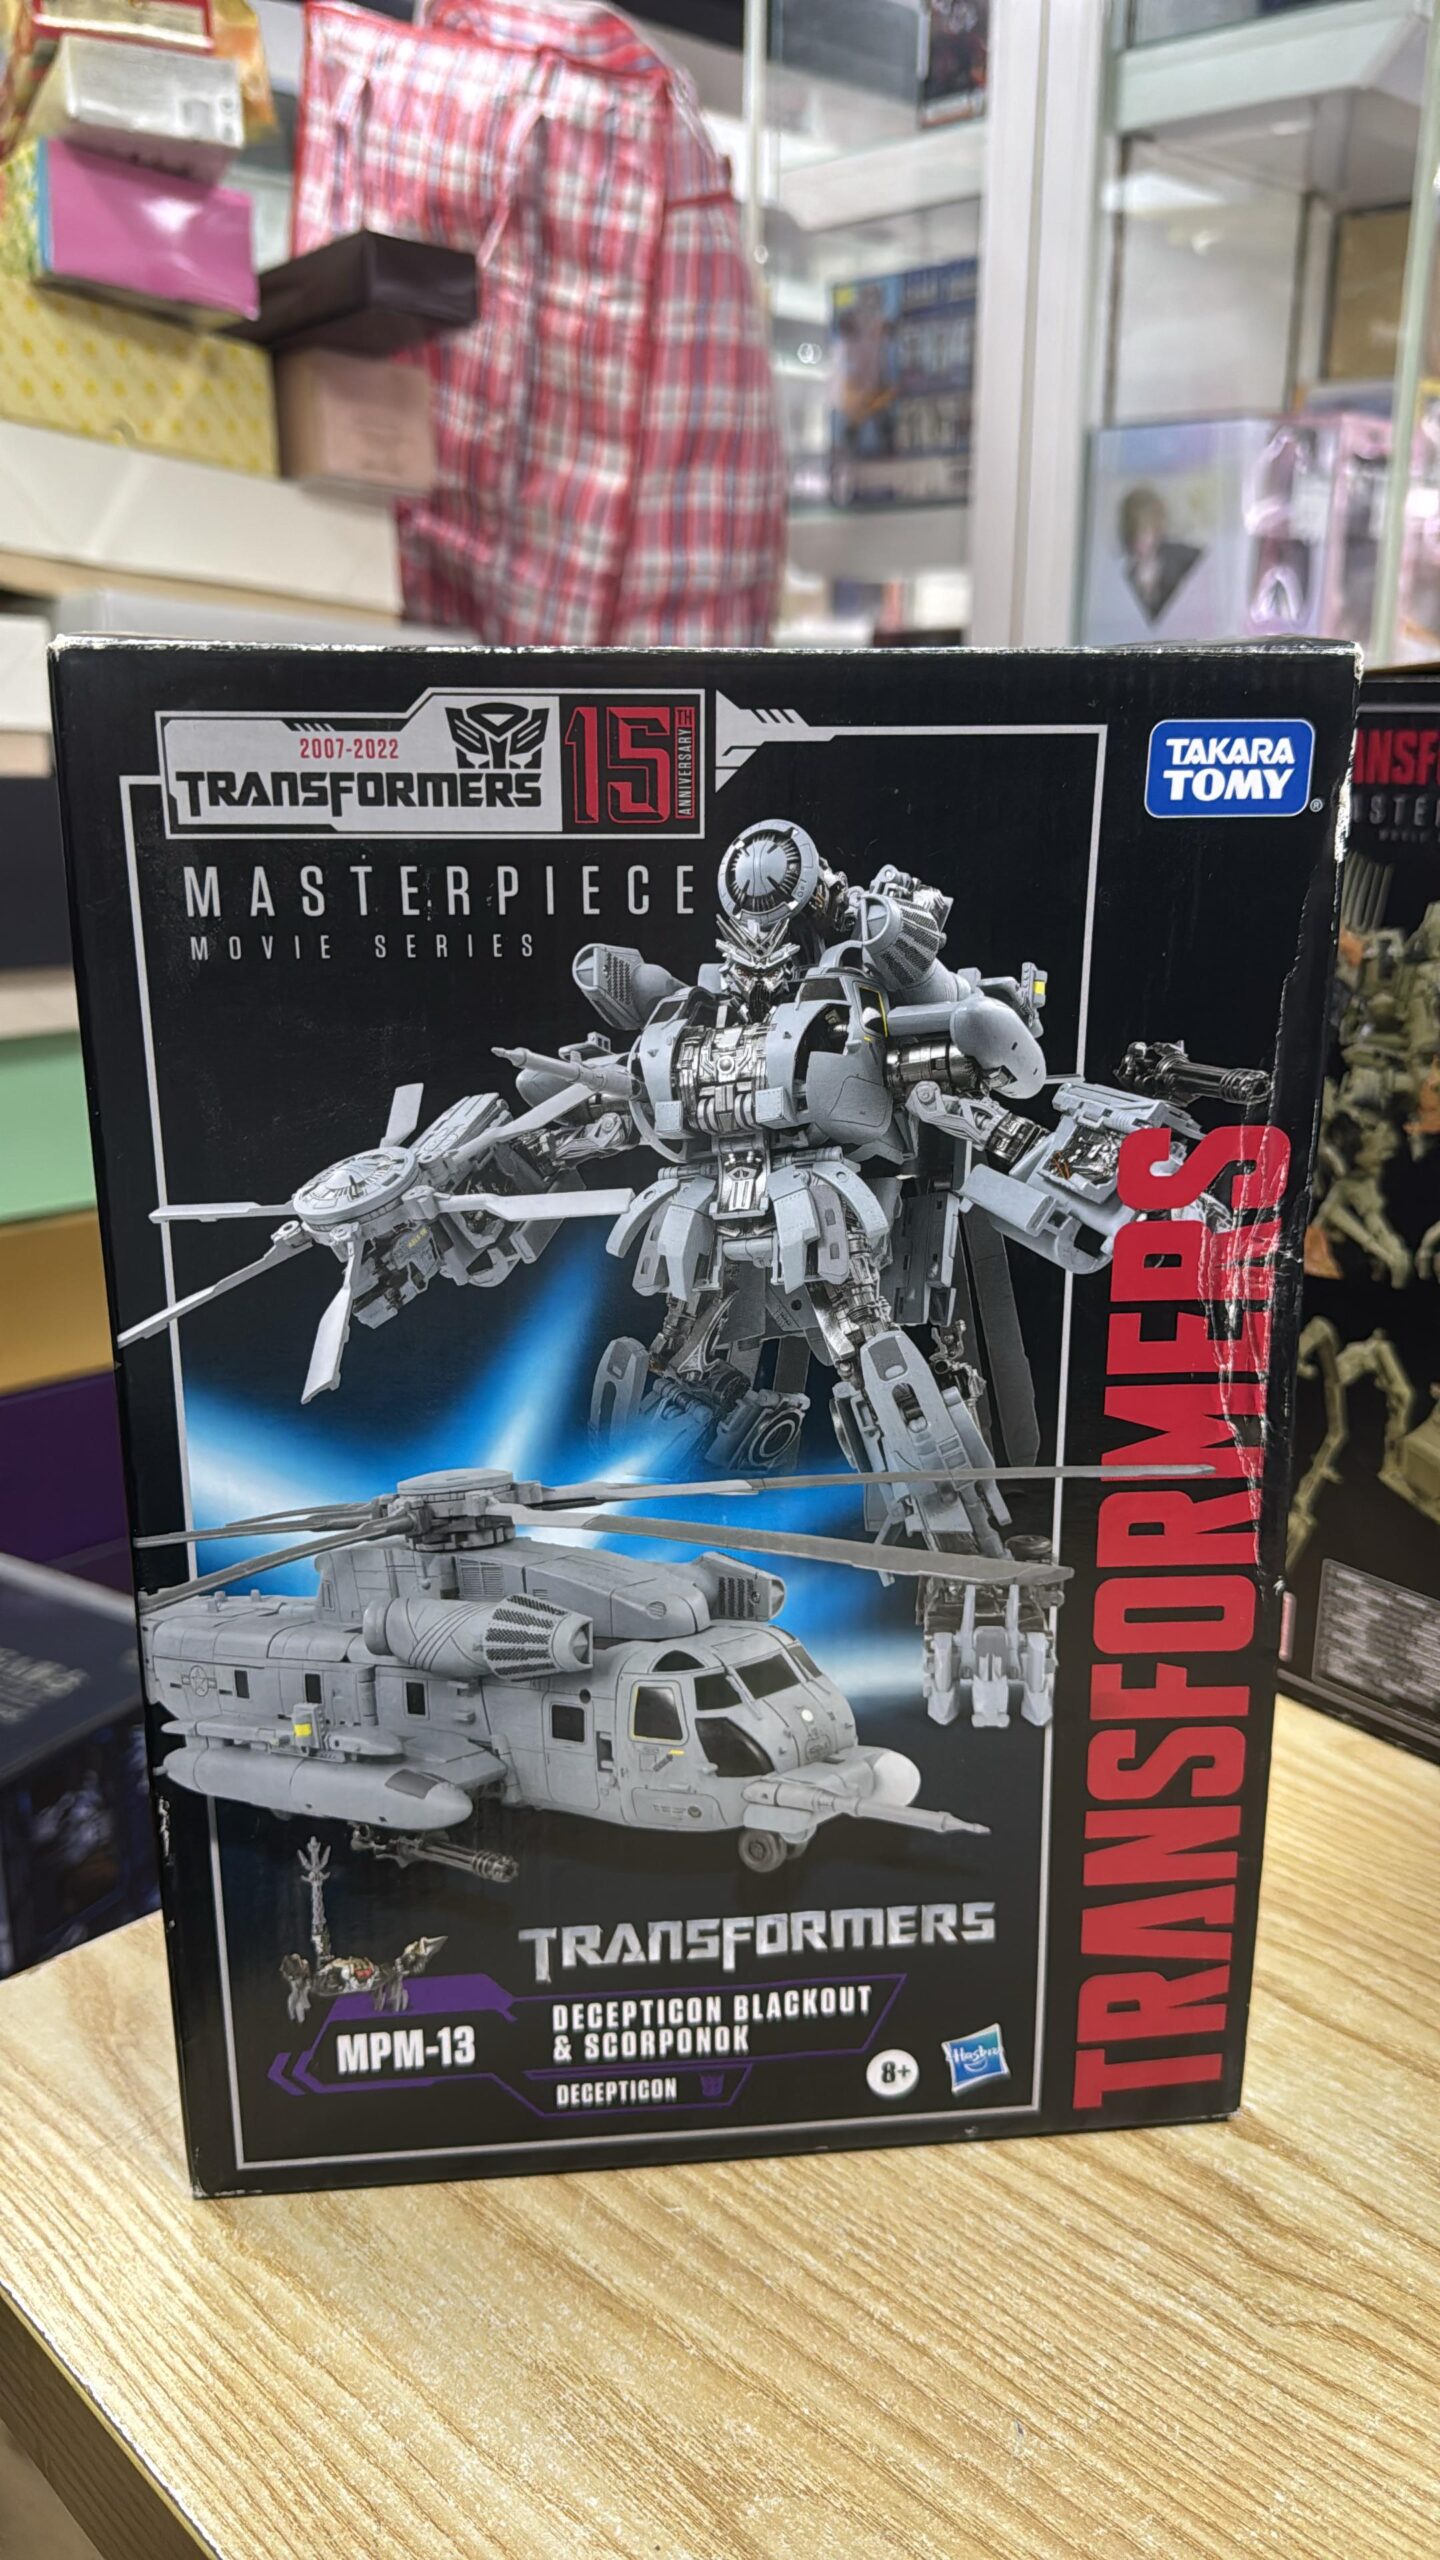 2007-2022
TRANSFORMERS
15TH
ANNIVERSARY
TAKARA
TOMY
®
MASTERPIECE
MOVIE SERIES
TRANSFORMERS
TRANSFORMERS
MPM-13
DECEPTICON BLACKOUT
& SCORPONOK
DECEPTICON
8+
Hasbro